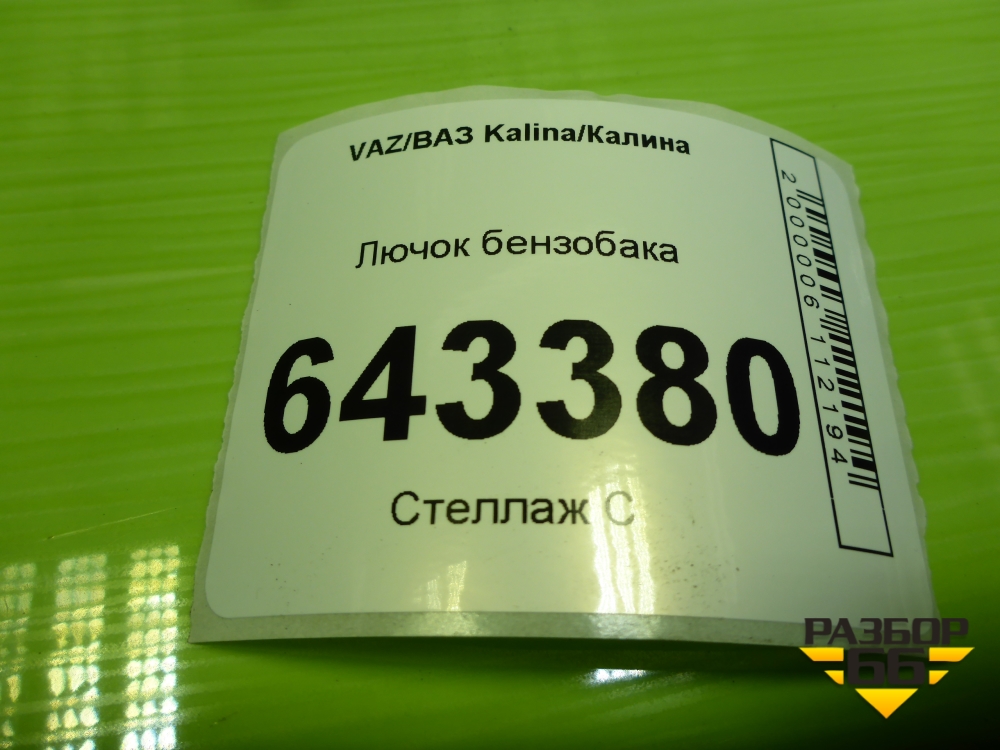 VAZ/ВАЗ Kalina/Калина
Лючок бензобака
643380
Стеллаж С
2000006112194
РАЗБОР
66